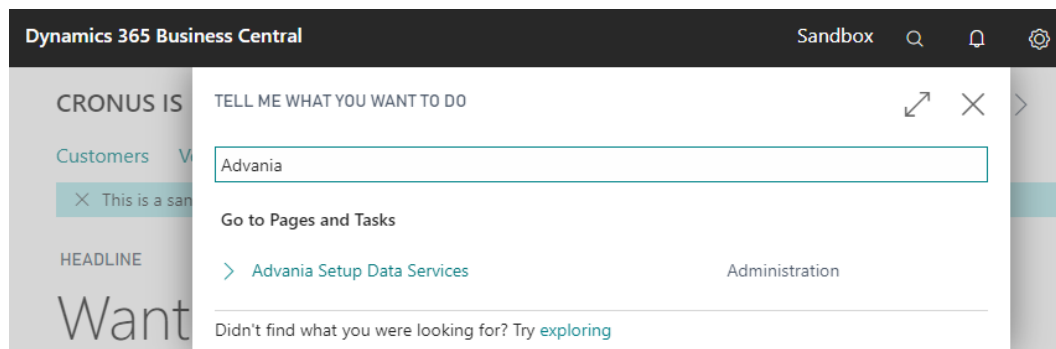 Dynamics 365 Business Central Sandbox
CRONUS IS
TELL ME WHAT YOU WANT TO DO
Customers
Advania
This is a san
Go to Pages and Tasks
HEADLINE
Advania Setup Data Services Administration
Want
Didn't find what you were looking for? Try exploring